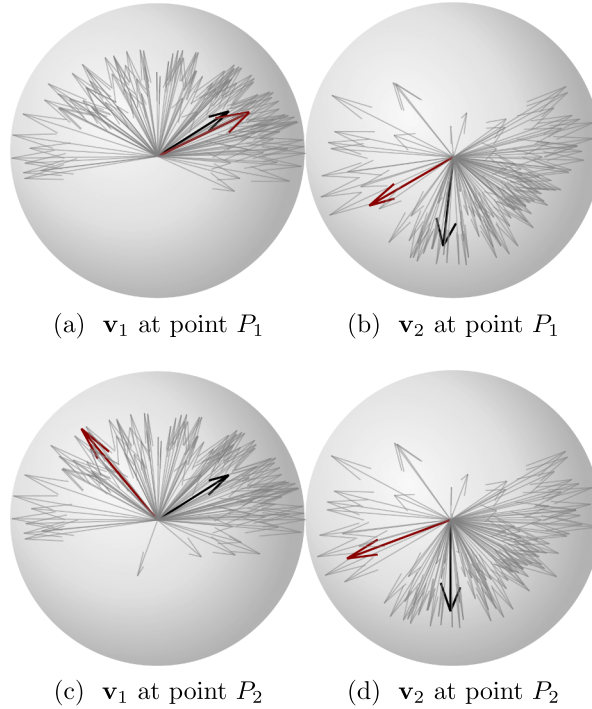 (a) v₁ at point P₁
(b) v₂ at point P₁
(c) v₁ at point P₂
(d) v₂ at point P₂